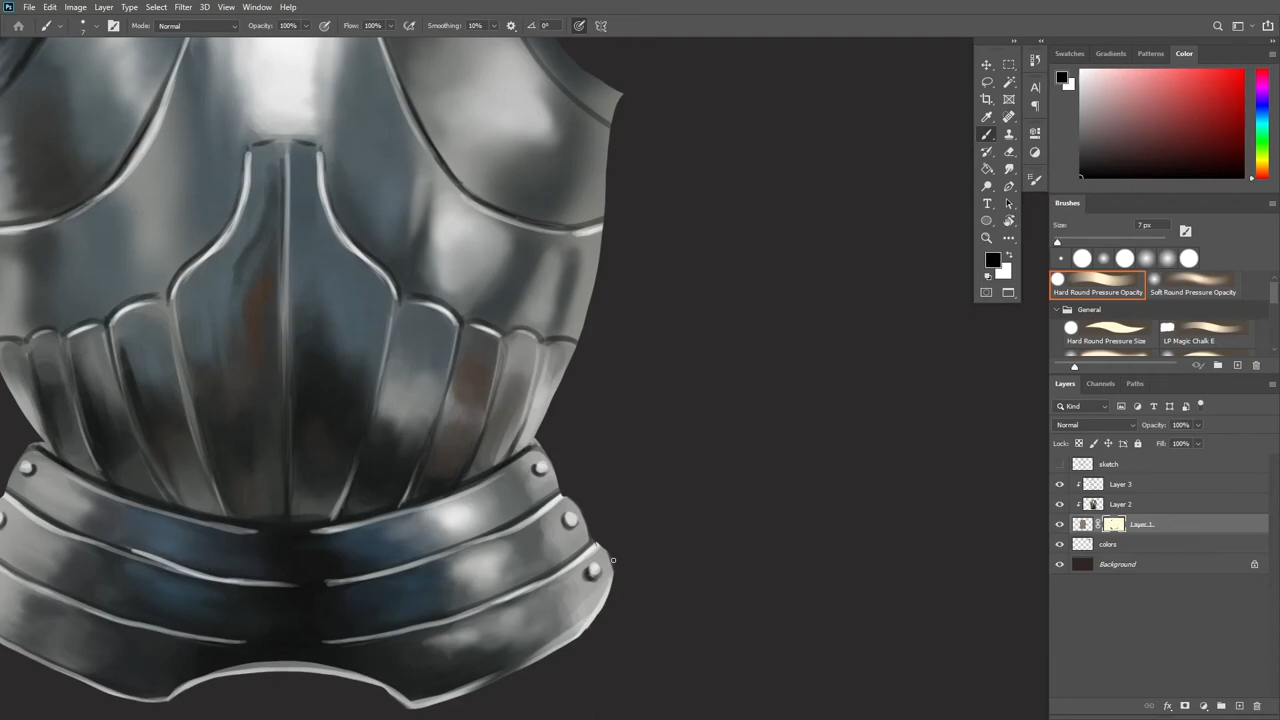 Ps File Edit Image Layer Type Select Filter 3D View Window Help
7 Mode: Normal Opacity: 100% Flow: 100% Smoothing: 10% 0°
Swatches Gradients Patterns Color
Brushes
Size: 7 px
Hard Round Pressure Opacity Soft Round Pressure Opacity
General
Hard Round Pressure Size LP Magic Chalk E
Layers Channels Paths
Kind
Normal Opacity: 100%
Lock: Fill: 100%
sketch
Layer 3
Layer 2
Layer 1
colors
Background